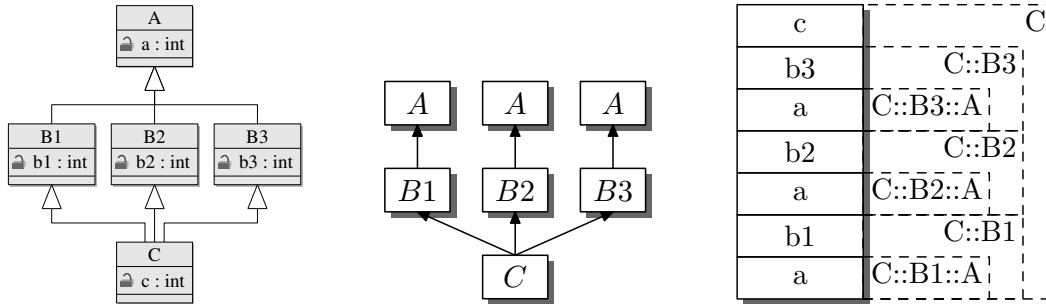 A
a : int
B1
b1 : int
B2
b2 : int
B3
b3 : int
C
c : int
A
A
A
B1
B2
B3
C
c
C
b3
C::B3
a
C::B3::A
b2
C::B2
a
C::B2::A
b1
C::B1
a
C::B1::A